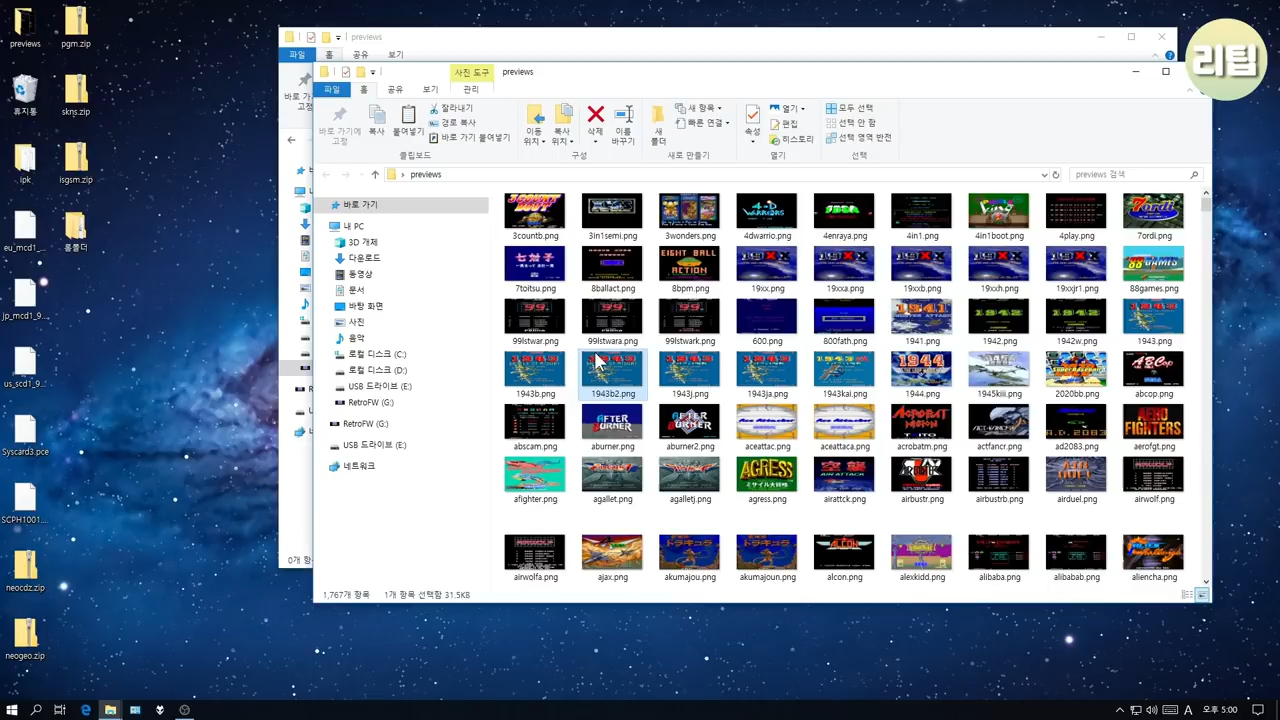 previews
파일
홈
공유
보기
리팁
사진 도구
previews
파일
홈
공유
보기
관리
바로 가기에 고정
복사
붙여넣기
잘라내기
경로 복사
바로 가기 붙여넣기
클립보드
이동 위치
복사 위치
삭제
이름 바꾸기
구성
새 폴더
새 항목
빠른 연결
새로 만들기
속성
열기
편집
히스토리
열기
모두 선택
선택 안 함
선택 영역 반전
선택
previews
previews 검색
바로 가기
내 PC
3D 개체
다운로드
동영상
문서
바탕 화면
사진
음악
로컬 디스크 (C:)
로컬 디스크 (D:)
USB 드라이브 (E:)
RetroFW (G:)
RetroFW (G:)
USB 드라이브 (E:)
네트워크
3countb.png 3in1semi.png 3wonders.png 4dwarrio.png 4enraya.png 4in1.png 4in1boot.png 4play.png 7ordi.png
7toitsu.png 8ballact.png 8bpm.png 19xx.png 19xxa.png 19xxb.png 19xxh.png 19xxjr1.png 88games.png
99lstwar.png 99lstwara.png 99lstwark.png 600.png 800fath.png 1941.png 1942.png 1942w.png 1943.png
1943b.png 1943b2.png 1943j.png 1943ja.png 1943kai.png 1944.png 1945kiii.png 2020bb.png abcop.png
abscam.png aburner.png aburner2.png aceattac.png aceattaca.png acrobatm.png actfancr.png ad2083.png aerofgt.png
afighter.png agallet.png agalletj.png agress.png airattck.png airbustr.png airbustrb.png airduel.png airwolf.png
airwolfa.png ajax.png akumajou.png akumajoun.png alcon.png alexkidd.png alibaba.png alibabab.png aliencha.png
1,767개 항목 1개 항목 선택함 31.5KB
0개 항
previews
pgm.zip
휴지통
skns.zip
ipk
isgsm.zip
eu_mcd1_...
롬폴더
jp_mcd1_9...
us_scd1_9...
syscard3.pce
SCPH1001....
neocdz.zip
neogeo.zip
A 오후 5:00